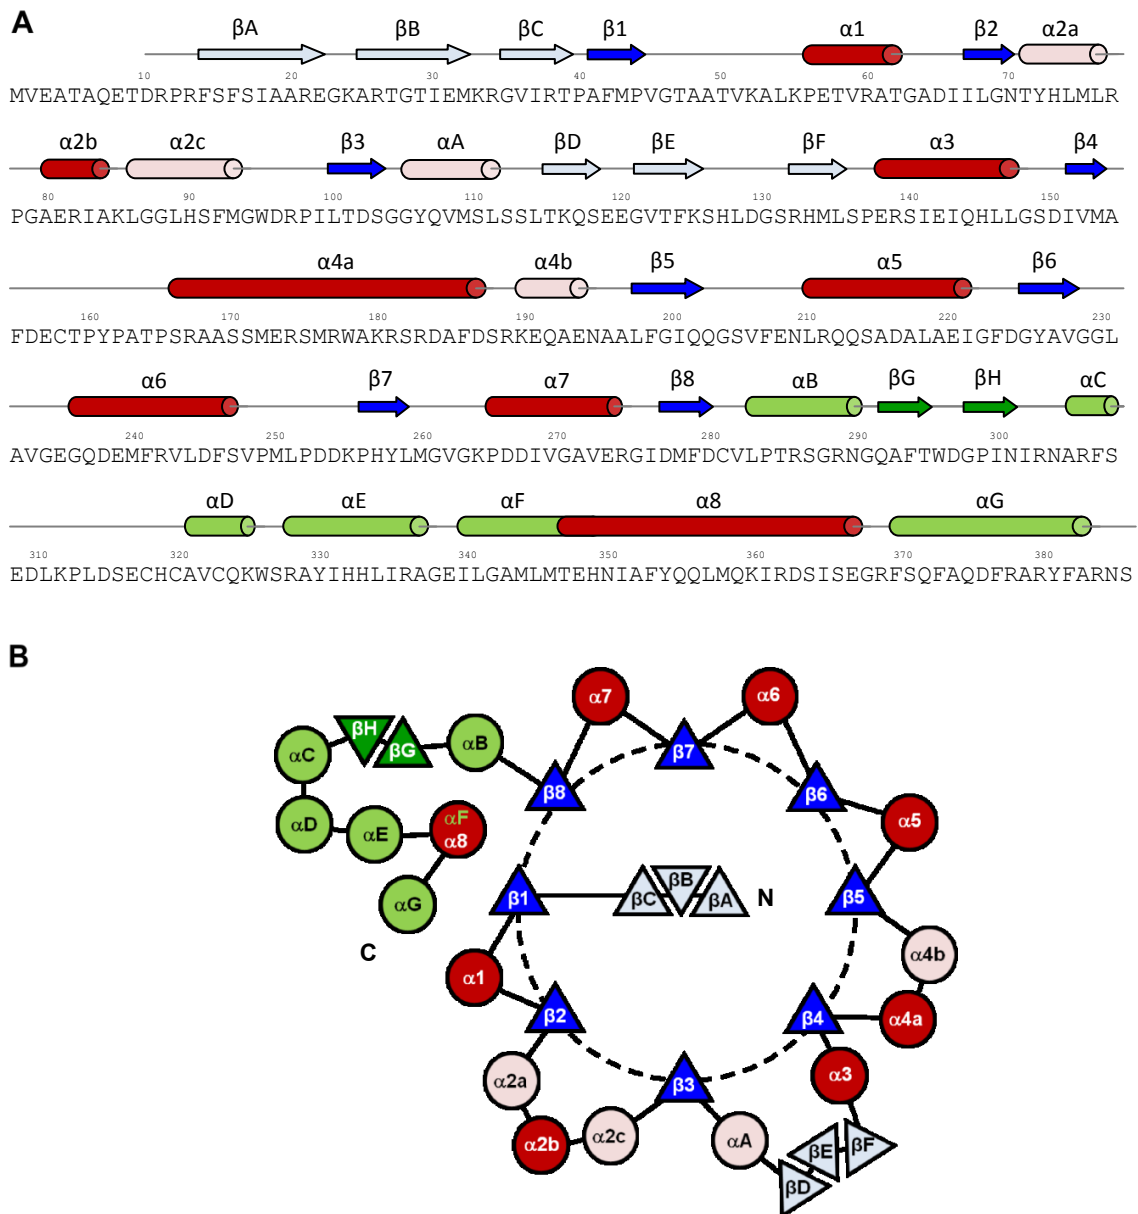 A
βA βB βC β1 α1 β2 α2a
10 20 30 40 50 60 70
MVEATAQETDRPRFSFSIAAREGKARTGTIEMKRGVIRTPAFMPVGTAATVKALKPETVRATGADIILGNTYHLMLR
α2b α2c β3 αA βD βE βF α3 β4
80 90 100 110 120 130 140 150
PGAERIAKLGGLHSFMGWDRPILTDSGGYQVMSLSSLTKQSEEGVTFKSHLDGSRHMLSPERSIEIQHLLGSDIVMA
α4a α4b β5 α5 β6
160 170 180 190 200 210 220 230
FDECTPYPATPSRAASSMERSMRWAKRSRDAFDSRKEQAENAALFGIQQGSVFENLRQQSADALAEIGFDGYAVGGL
α6 β7 α7 β8 αB βG βH αC
240 250 260 270 280 290 300
AVGEGQDEMFRVLDFSVPMLPDDKPHYLMGVGKPDDIVGAVERGIDMFDCVLPTRSGRNGQAFTWDGPINIRNARFS
αD αE αF α8 αG
310 320 330 340 350 360 370 380
EDLKPLDSECHCAVCQKWSRAYIHHLIRAGEILGAMLMTEHNIAFYQQLMQKIRDSISEGRFSQFAQDFRARYFARNS
B
α7 α6
βH βG αB β7
αC
β8 β6
αD αE αF α8 α5
β1 βC βB βA N β5
αG
C
α4b
α1
β2 β4 α4a
α2a β3 α3
α2b α2c αA βE βF
βD